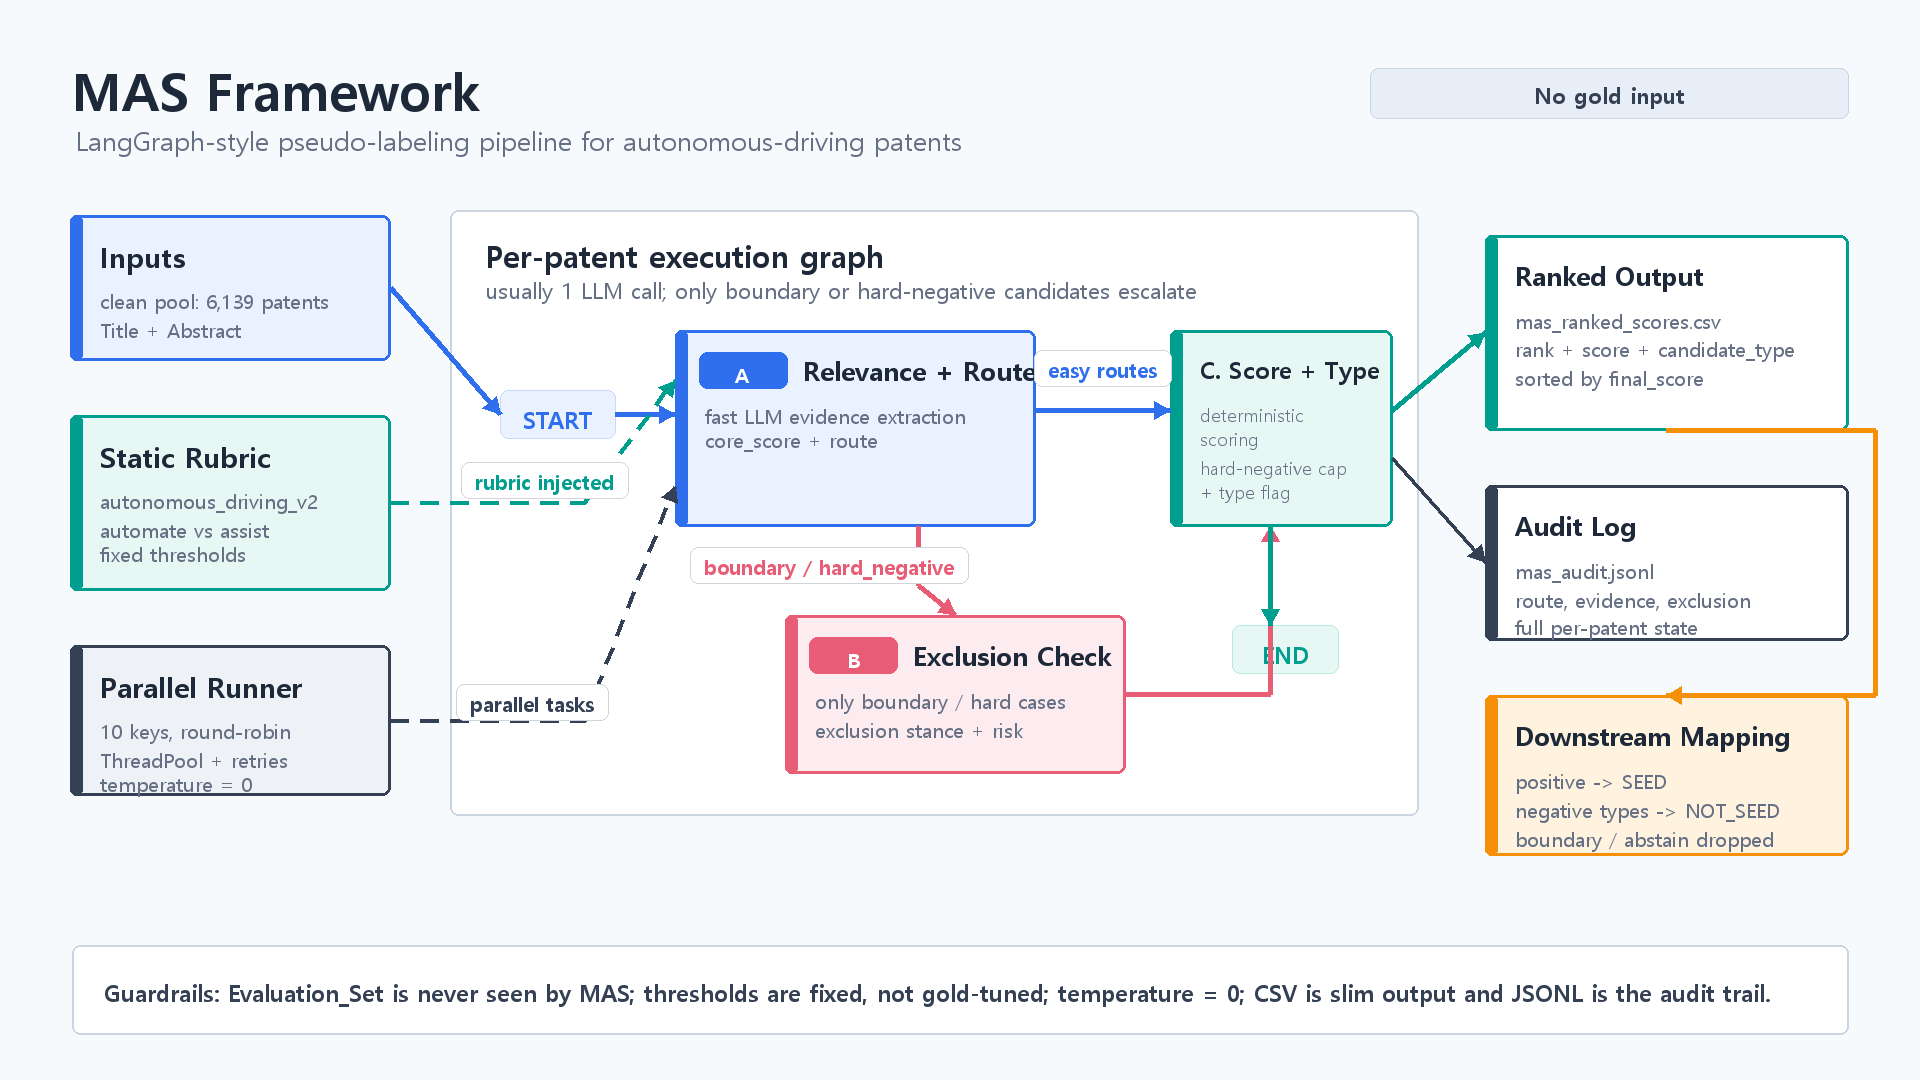 MAS Framework
LangGraph-style pseudo-labeling pipeline for autonomous-driving patents
No gold input
Inputs
clean pool: 6,139 patents
Title + Abstract
Static Rubric
autonomous_driving_v2
automate vs assist
fixed thresholds
Parallel Runner
10 keys, round-robin
ThreadPool + retries
temperature = 0
Per-patent execution graph
usually 1 LLM call; only boundary or hard-negative candidates escalate
START
rubric injected
parallel tasks
A
Relevance + Route
fast LLM evidence extraction
core_score + route
easy routes
boundary / hard_negative
B
Exclusion Check
only boundary / hard cases
exclusion stance + risk
C. Score + Type
deterministic
scoring
hard-negative cap
+ type flag
END
Ranked Output
mas_ranked_scores.csv
rank + score + candidate_type
sorted by final_score
Audit Log
mas_audit.jsonl
route, evidence, exclusion
full per-patent state
Downstream Mapping
positive -> SEED
negative types -> NOT_SEED
boundary / abstain dropped
Guardrails: Evaluation_Set is never seen by MAS; thresholds are fixed, not gold-tuned; temperature = 0; CSV is slim output and JSONL is the audit trail.